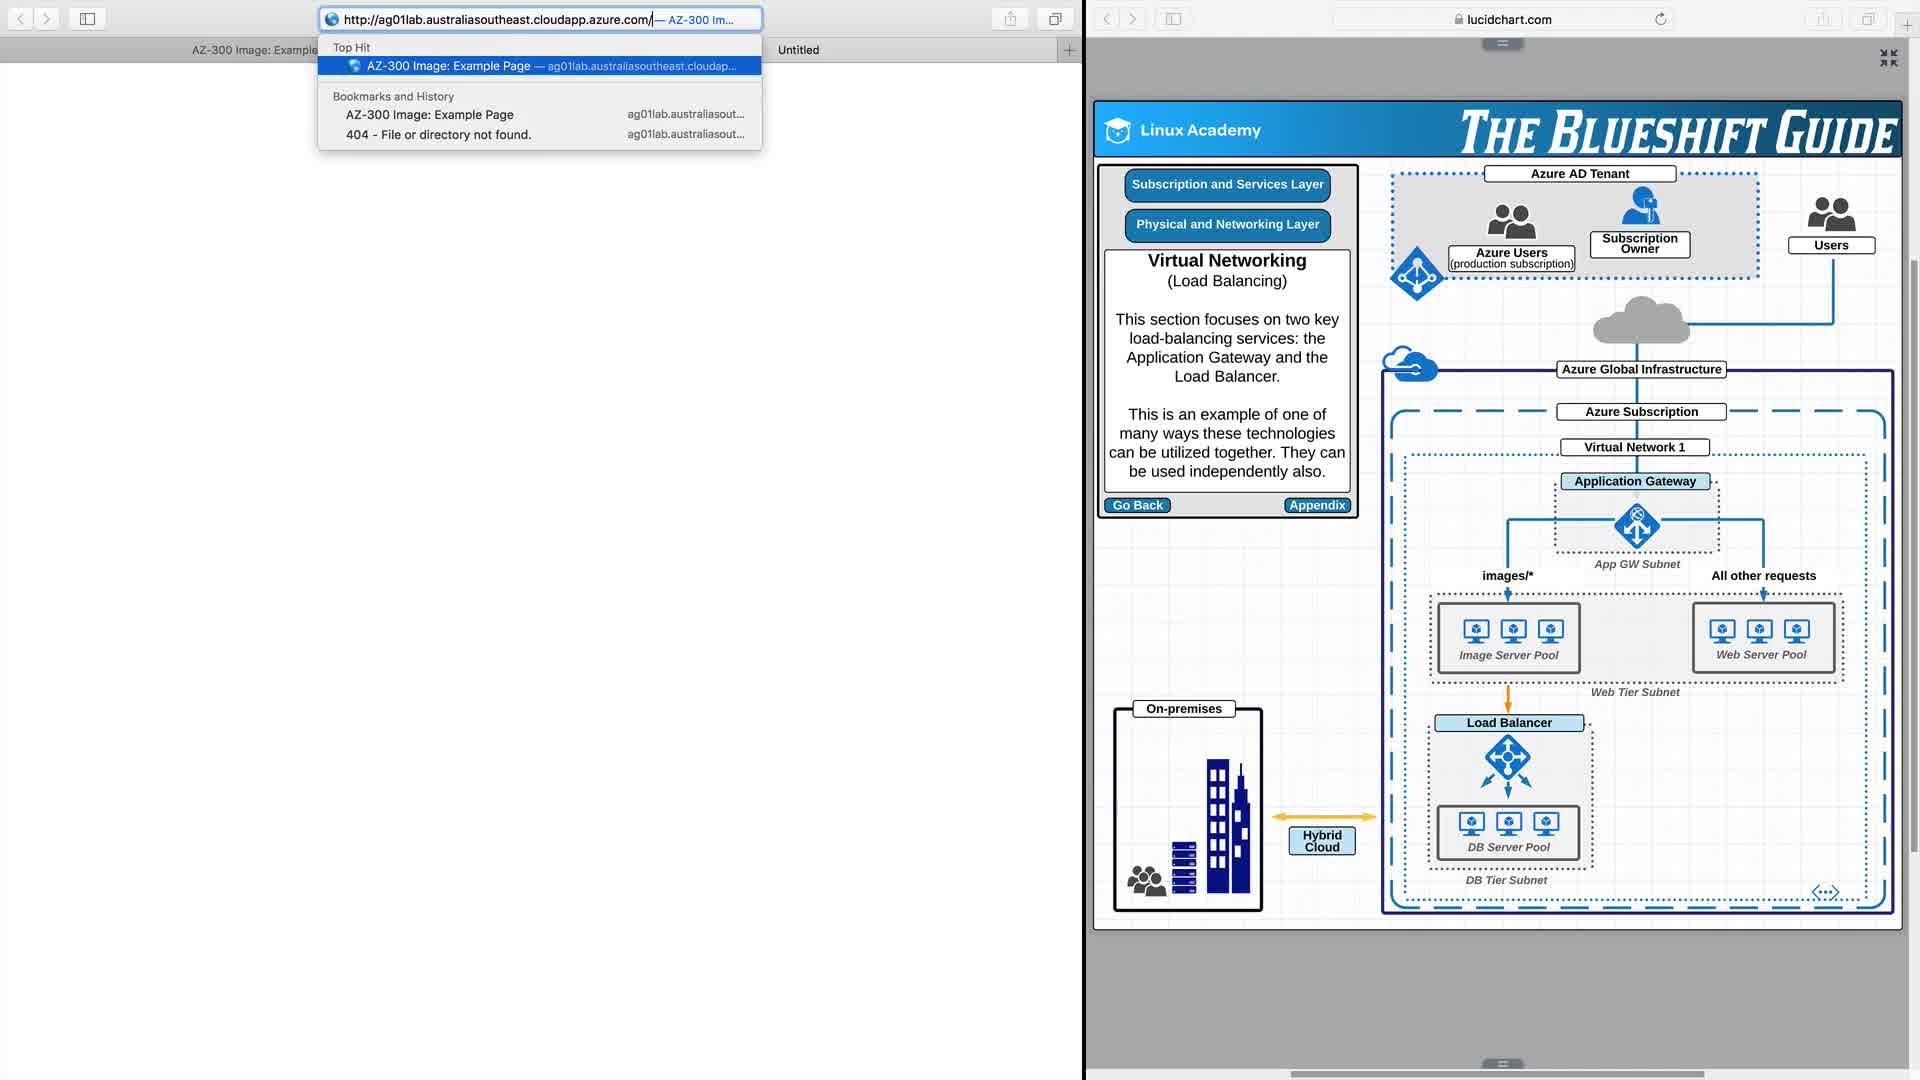 http://ag01lab.australiasoutheast.cloudapp.azure.com/ — AZ-300 Im...
AZ-300 Image: Example
Untitled
Top Hit
AZ-300 Image: Example Page — ag01lab.australiasoutheast.cloudap...
Bookmarks and History
AZ-300 Image: Example Page ag01lab.australiasout...
404 - File or directory not found. ag01lab.australiasout...
lucidchart.com
Linux Academy
THE BLUESHIFT GUIDE
Subscription and Services Layer
Physical and Networking Layer
Virtual Networking
(Load Balancing)
This section focuses on two key
load-balancing services: the
Application Gateway and the
Load Balancer.
This is an example of one of
many ways these technologies
can be utilized together. They can
be used independently also.
Go Back
Appendix
Azure AD Tenant
Azure Users
(production subscription)
Subscription
Owner
Users
Azure Global Infrastructure
Azure Subscription
Virtual Network 1
Application Gateway
App GW Subnet
images/*
All other requests
Image Server Pool
Web Server Pool
Web Tier Subnet
Load Balancer
DB Server Pool
DB Tier Subnet
On-premises
Hybrid
Cloud